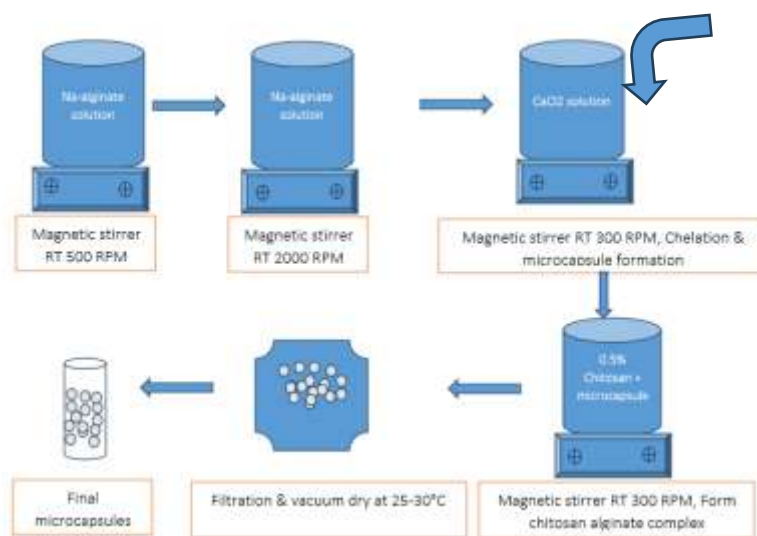 Na-alginate
solution
Na-alginate
solution
CaCl2 solution
Magnetic stirrer
RT 500 RPM
Magnetic stirrer
RT 2000 RPM
Magnetic stirrer RT 300 RPM, Chelation &
microcapsule formation
0.5%
Chitosan +
microcapsule
Final
microcapsules
Filtration & vacuum dry at 25-30°C
Magnetic stirrer RT 300 RPM, Form
chitosan alginate complex